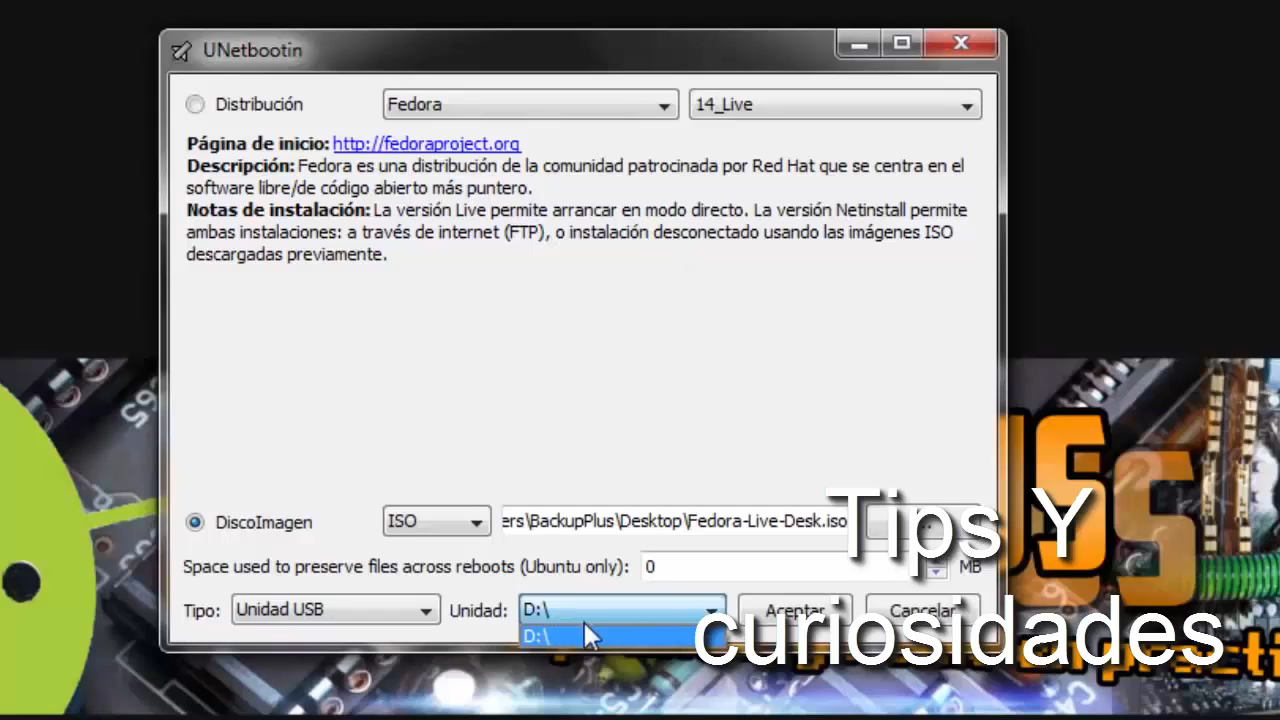 UNetbootin
Distribución Fedora 14_Live
Página de inicio: http://fedoraproject.org
Descripción: Fedora es una distribución de la comunidad patrocinada por Red Hat que se centra en el
software libre/de código abierto más puntero.
Notas de instalación: La versión Live permite arrancar en modo directo. La versión Netinstall permite
ambas instalaciones: a través de internet (FTP), o instalación desconectado usando las imágenes ISO
descargadas previamente.
DiscoImagen ISO ers\BackupPlus\Desktop\Fedora-Live-Desk.iso
Tips Y
Space used to preserve files across reboots (Ubuntu only): 0 MB
Tipo: Unidad USB Unidad: D:\ Aceptar Cancelar
D:\
curiosidades